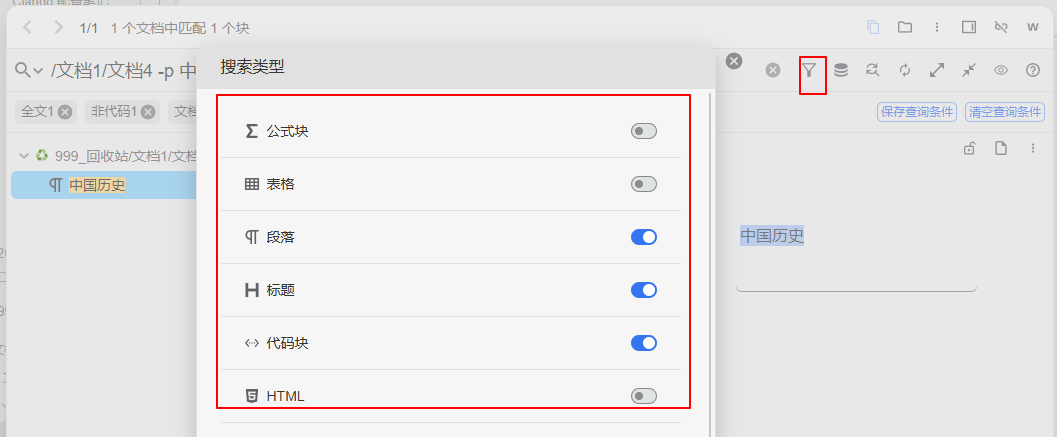 1/1 1 个文档中匹配 1 个块
W
/文档1/文档4 -p 中
搜索类型
全文1 非代码1 文档
保存查询条件 清空查询条件
999_回收站/文档1/文档
中国历史
公式块
表格
段落
标题
代码块
HTML
中国历史